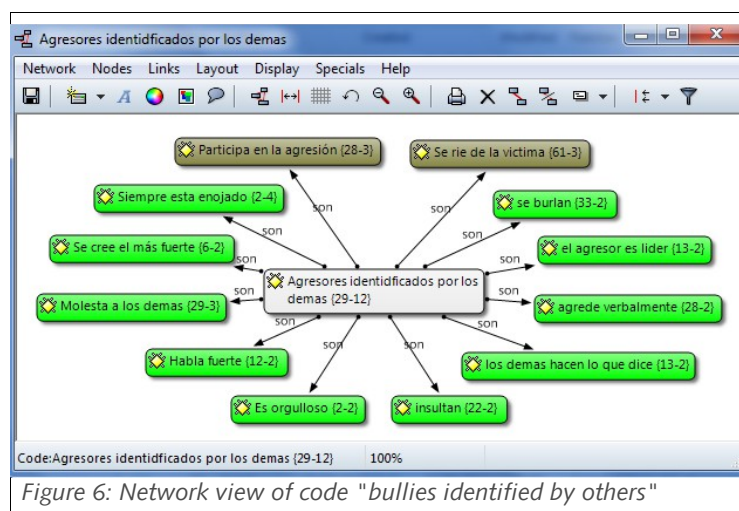 Agresores identidficados por los demas
Network Nodes Links Layout Display Specials Help
Participa en la agresión {28-3}
Se rie de la victima {61-3}
Siempre esta enojado {2-4}
son
son
se burlan {33-2}
son
son
Se cree el más fuerte {6-2}
son
el agresor es lider {13-2}
son
Agresores identidficados por los
demas {29-12}
Molesta a los demas {29-3}
son
son
agrede verbalmente {28-2}
son
son
Habla fuerte {12-2}
son
son
los demas hacen lo que dice {13-2}
Es orgulloso {2-2}
insultan {22-2}
Code:Agresores identidficados por los demas {29-12} 100%
Figure 6: Network view of code "bullies identified by others"